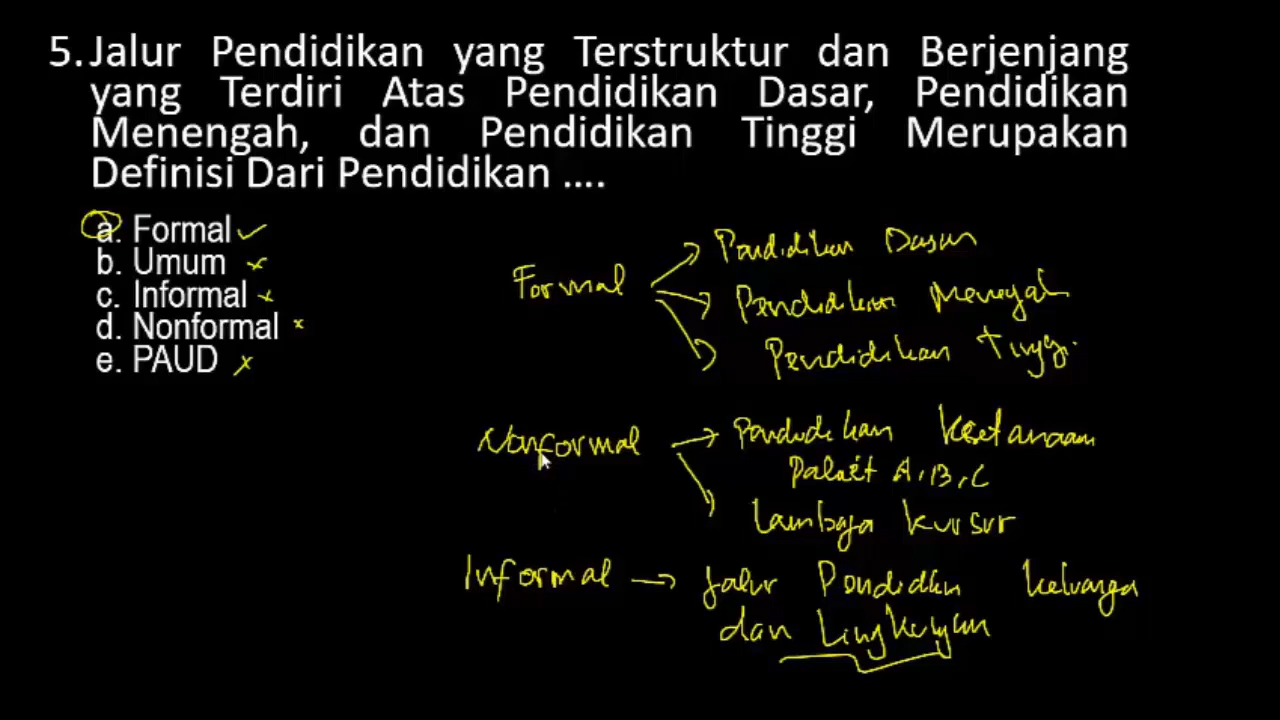 5. Jalur Pendidikan yang Terstruktur dan Berjenjang
yang Terdiri Atas Pendidikan Dasar, Pendidikan
Menengah, dan Pendidikan Tinggi Merupakan
Definisi Dari Pendidikan ....
a. Formal
b. Umum
c. Informal
d. Nonformal
e. PAUD
Formal
Pendidikan Dasar
Pendidikan Menengah
Pendidikan Tinggi
Nonformal
Pendidikan Kesetaraan
Paket A, B, C
Lembaga Kursus
Informal
Jalur Pendidikan keluarga
dan Lingkungan